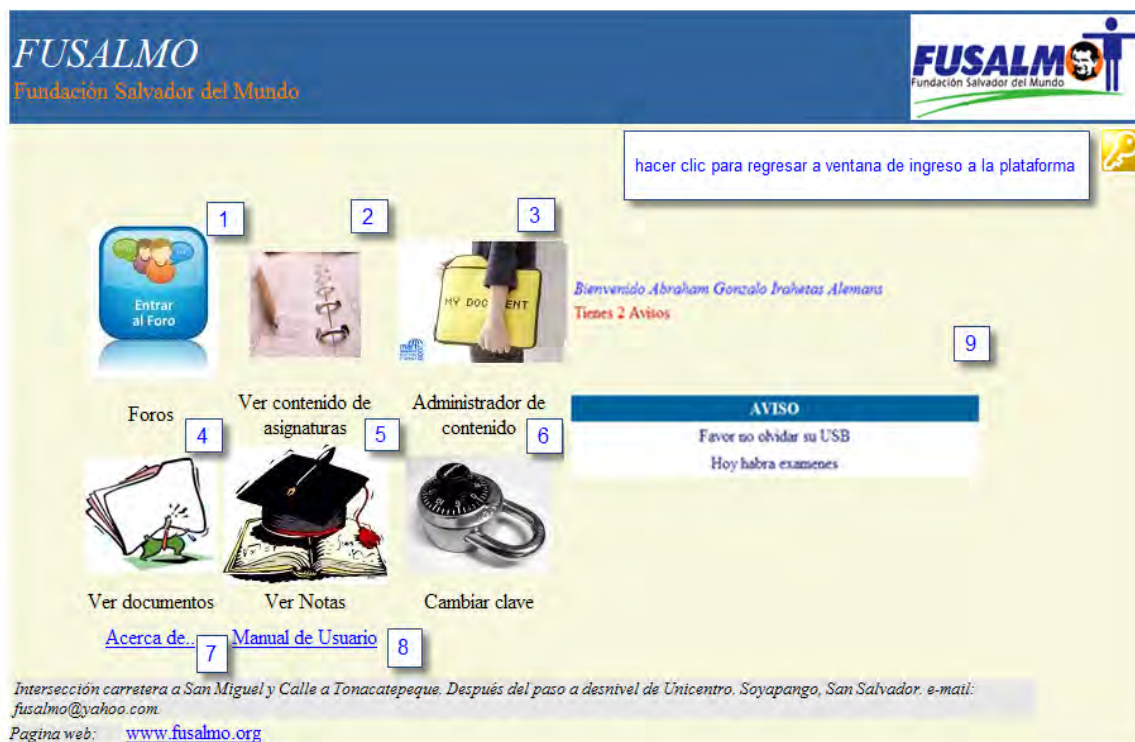 FUSALMO
Fundación Salvador del Mundo
FUSALMO
Fundación Salvador del Mundo
hacer clic para regresar a ventana de ingreso a la plataforma
1
2
3
Entrar
al Foro
MY DOCUMENT
Bienvenido Abraham Gonzalo Irahetas Alemans
Tienes 2 Avisos
9
Foros
Ver contenido de
asignaturas
Administrador de
contenido
AVISO
Favor no olvidar su USB
Hoy habra examenes
4
5
6
Ver documentos
Ver Notas
Cambiar clave
Acerca de..
7
Manual de Usuario
8
Intersección carretera a San Miguel y Calle a Tonacatepeque. Después del paso a desnivel de Unicentro. Soyapango, San Salvador. e-mail:
fusalmo@yahoo.com
Pagina web: www.fusalmo.org